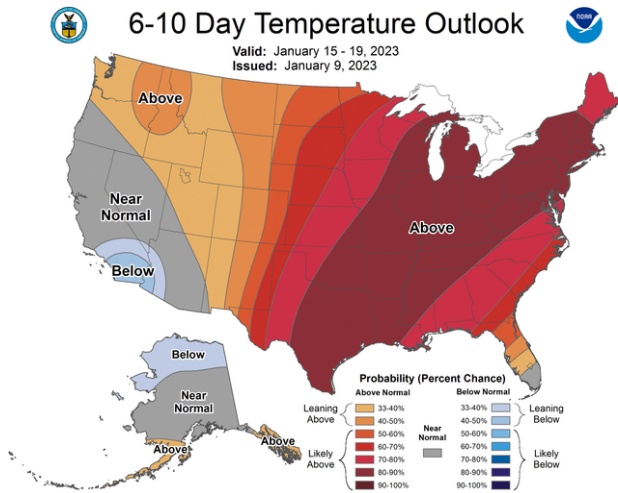 6-10 Day Temperature Outlook
Valid: January 15 - 19, 2023
Issued: January 9, 2023
NOAA
Above
Near
Normal
Below
Above
Below
Near
Normal
Above
Above
Probability (Percent Chance)
Above Normal
Below Normal
Leaning
Above
33-40%
40-50%
Likely
Above
50-60%
60-70%
70-80%
80-90%
90-100%
Near
Normal
33-40%
40-50%
Leaning
Below
50-60%
60-70%
70-80%
80-90%
90-100%
Likely
Below